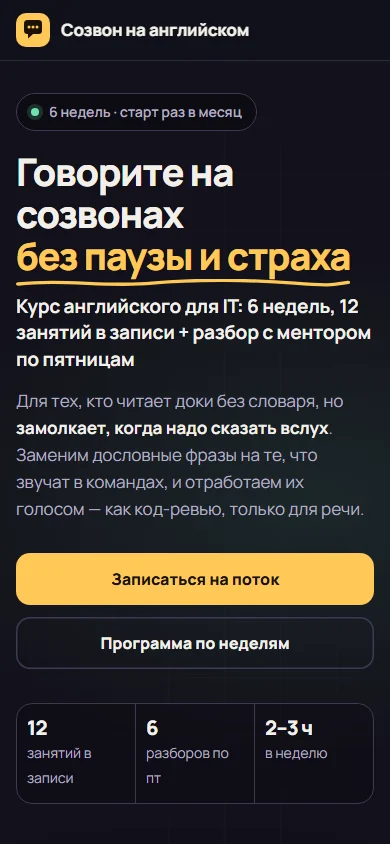 Созвон на английском
6 недель · старт раз в месяц
Говорите на
созвонах
без паузы и страха
Курс английского для IT: 6 недель, 12
занятий в записи + разбор с ментором
по пятницам
Для тех, кто читает доки без словаря, но
замолкает, когда надо сказать вслух.
Заменим дословные фразы на те, что
звучат в командах, и отработаем их
голосом — как код-ревью, только для речи.
Записаться на поток
Программа по неделям
12
занятий в
записи
6
разборов по
пт
2–3 ч
в неделю